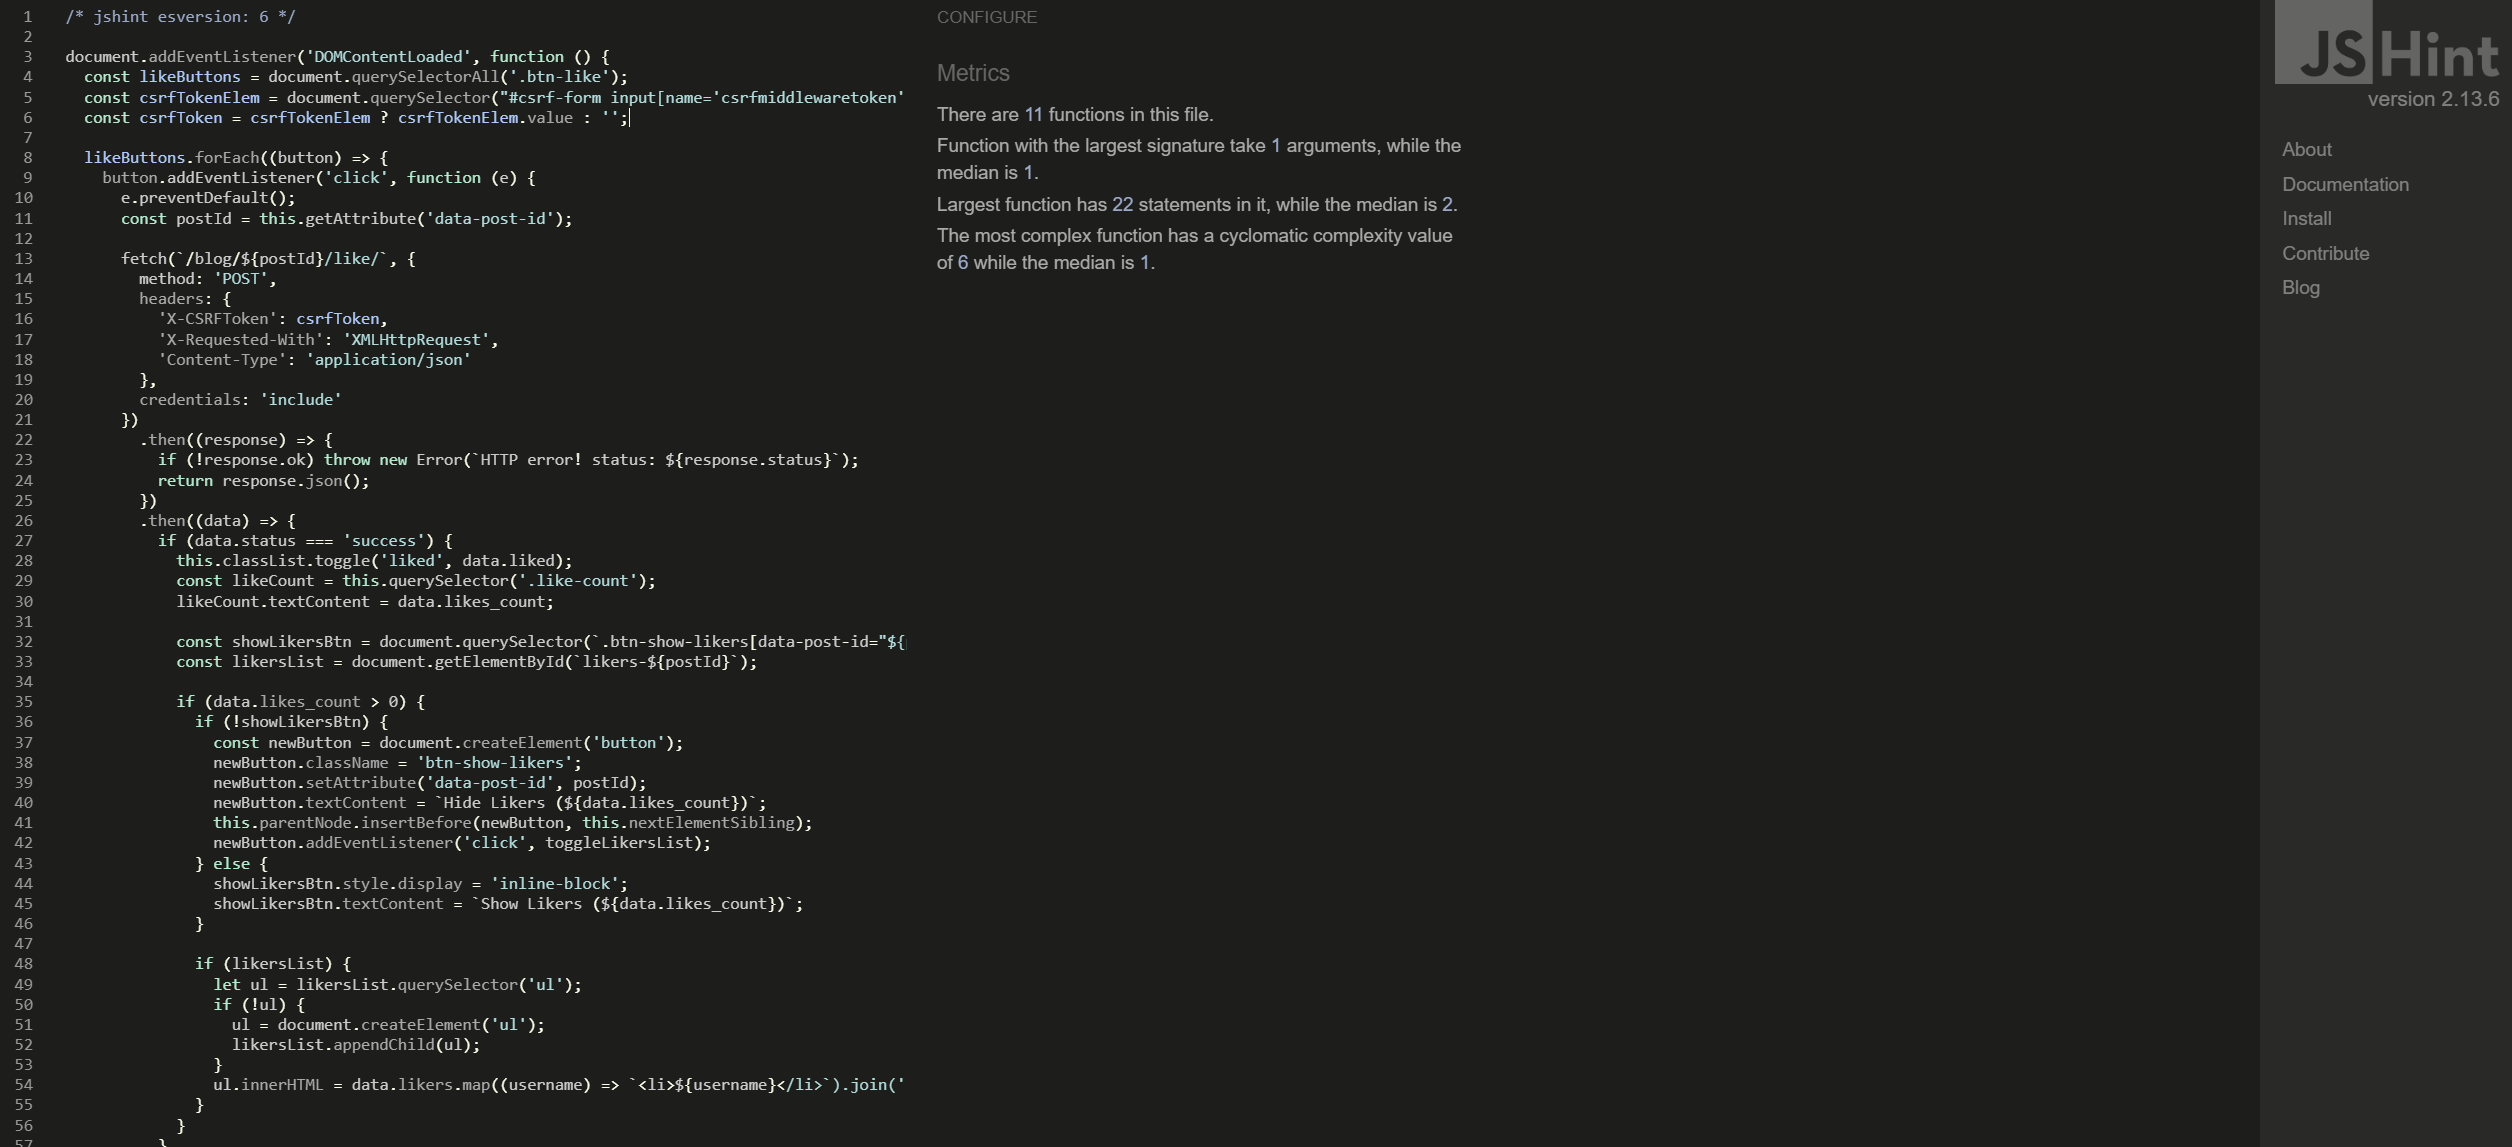 1 /* jshint esversion: 6 */
2
3 document.addEventListener('DOMContentLoaded', function () {
4 const likeButtons = document.querySelectorAll('.btn-like');
5 const csrfTokenElem = document.querySelector("#csrf-form input[name='csrfmiddlewaretoken'
6 const csrfToken = csrfTokenElem ? csrfTokenElem.value : '';
7
8 likeButtons.forEach((button) => {
9 button.addEventListener('click', function (e) {
10 e.preventDefault();
11 const postId = this.getAttribute('data-post-id');
12
13 fetch(`/blog/${postId}/like/`, {
14 method: 'POST',
15 headers: {
16 'X-CSRFToken': csrfToken,
17 'X-Requested-With': 'XMLHttpRequest',
18 'Content-Type': 'application/json'
19 },
20 credentials: 'include'
21 })
22 .then((response) => {
23 if (!response.ok) throw new Error(`HTTP error! status: ${response.status}`);
24 return response.json();
25 })
26 .then((data) => {
27 if (data.status === 'success') {
28 this.classList.toggle('liked', data.liked);
29 const likeCount = this.querySelector('.like-count');
30 likeCount.textContent = data.likes_count;
31
32 const showLikersBtn = document.querySelector(`.btn-show-likers[data-post-id="${
33 const likersList = document.getElementById(`likers-${postId}`);
34
35 if (data.likes_count > 0) {
36 if (!showLikersBtn) {
37 const newButton = document.createElement('button');
38 newButton.className = 'btn-show-likers';
39 newButton.setAttribute('data-post-id', postId);
40 newButton.textContent = `Hide Likers (${data.likes_count})`;
41 this.parentNode.insertBefore(newButton, this.nextElementSibling);
42 newButton.addEventListener('click', toggleLikersList);
43 } else {
44 showLikersBtn.style.display = 'inline-block';
45 showLikersBtn.textContent = `Show Likers (${data.likes_count})`;
46 }
47
48 if (likersList) {
49 let ul = likersList.querySelector('ul');
50 if (!ul) {
51 ul = document.createElement('ul');
52 likersList.appendChild(ul);
53 }
54 ul.innerHTML = data.likers.map((username) => `<li>${username}</li>`).join('
55 }
56 }
57 }
CONFIGURE
Metrics
There are 11 functions in this file.
Function with the largest signature take 1 arguments, while the
median is 1.
Largest function has 22 statements in it, while the median is 2.
The most complex function has a cyclomatic complexity value
of 6 while the median is 1.
JSHint
version 2.13.6
About
Documentation
Install
Contribute
Blog